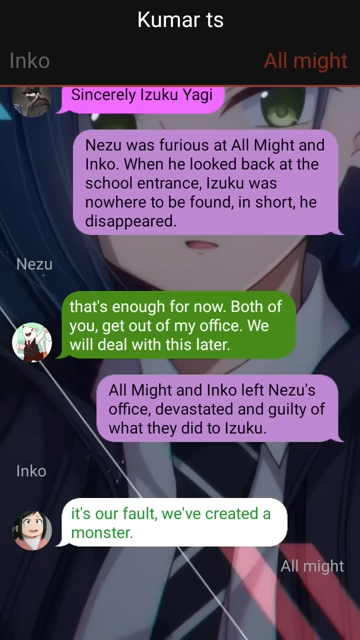 Kumar ts
Inko
All might
Sincerely Izuku Yagi
Nezu was furious at All Might and
Inko. When he looked back at the
school entrance, Izuku was
nowhere to be found, in short, he
disappeared.
Nezu
that's enough for now. Both of
you, get out of my office. We
will deal with this later.
All Might and Inko left Nezu's
office, devastated and guilty of
what they did to Izuku.
Inko
it's our fault, we've created a
monster.
All might